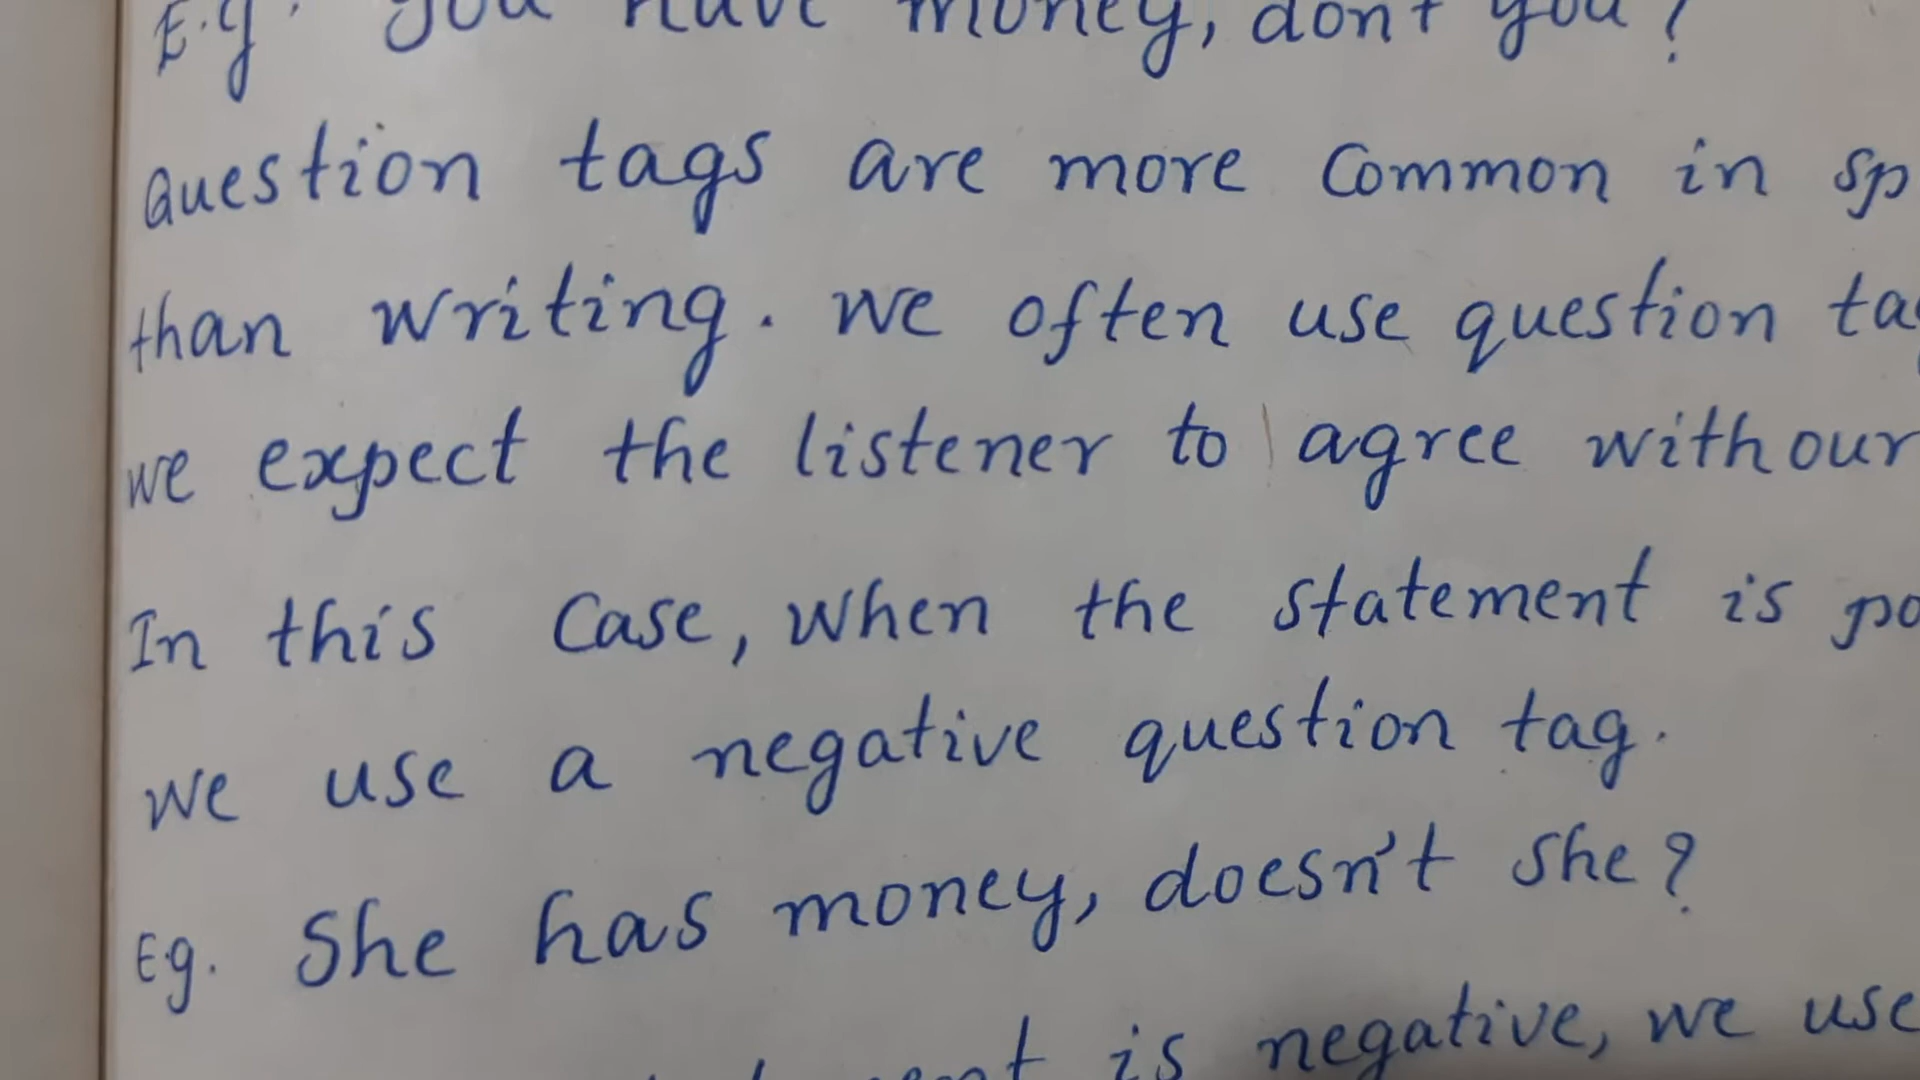 E.g. You have money, don't you?
Question tags are more Common in sp
than writing. We often use question ta
we expect the listener to agree with our
In this Case, when the statement is po
we use a negative question tag.
Eg. She has money, doesn't she?
is negative, we use